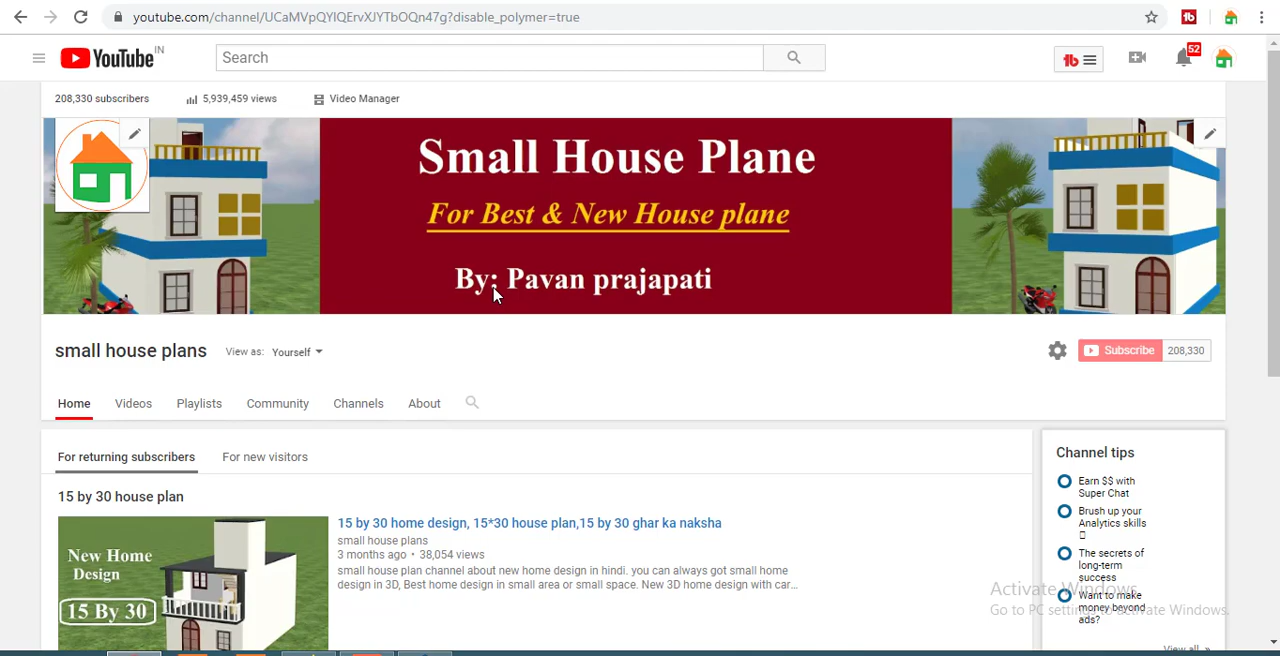 youtube.com/channel/UCaMVpQYlQErvXJYTbOQn47g?disable_polymer=true
YouTube IN
Search
52
208,330 subscribers
5,939,459 views
Video Manager
Small House Plane
For Best & New House plane
By: Pavan prajapati
small house plans
View as: Yourself
Subscribe 208,330
Home
Videos
Playlists
Community
Channels
About
For returning subscribers
For new visitors
15 by 30 house plan
New Home
Design
15 By 30
15 by 30 home design, 15*30 house plan,15 by 30 ghar ka naksha
small house plans
3 months ago • 38,054 views
small house plan channel about new home design in hindi. you can always got small home
design in 3D, Best home design in small area or small space. New 3D home design with car...
Channel tips
Earn $$ with
Super Chat
Brush up your
Analytics skills
The secrets of
long-term
success
Want to make
money beyond
ads?
View all »
Activate Windows
Go to PC settings to activate Windows.